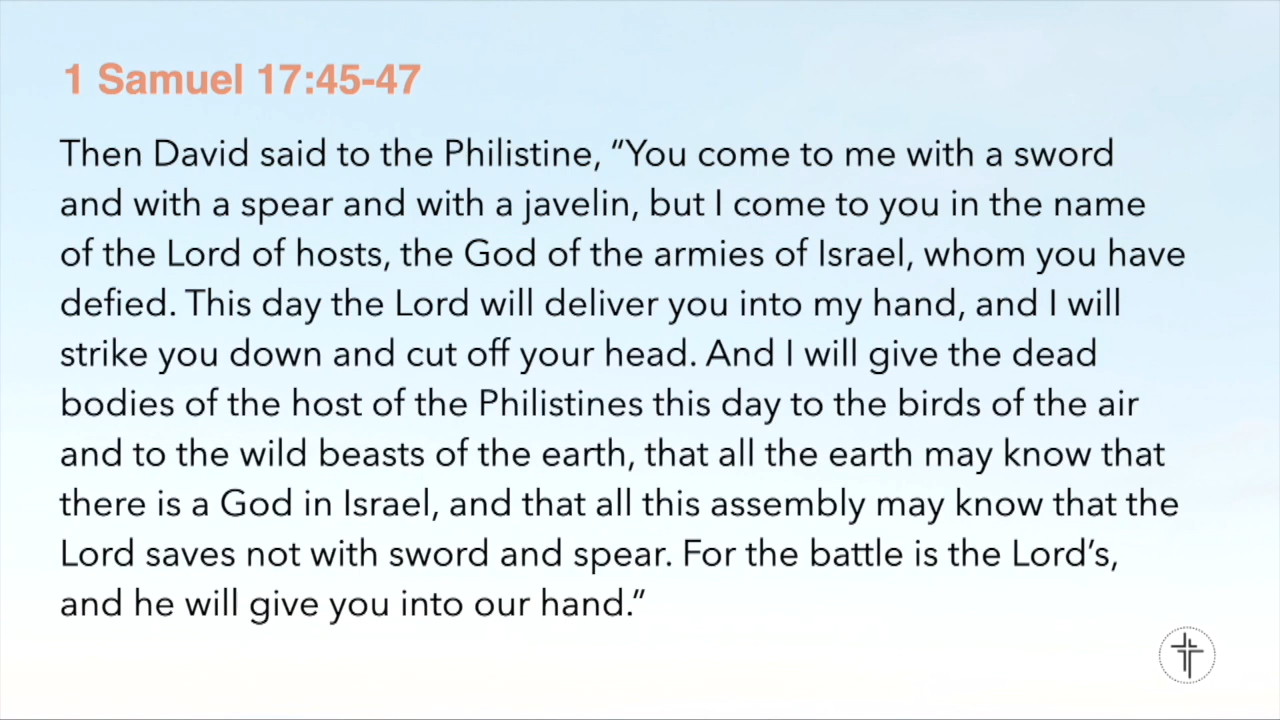 1 Samuel 17:45-47
Then David said to the Philistine, “You come to me with a sword
and with a spear and with a javelin, but I come to you in the name
of the Lord of hosts, the God of the armies of Israel, whom you have
defied. This day the Lord will deliver you into my hand, and I will
strike you down and cut off your head. And I will give the dead
bodies of the host of the Philistines this day to the birds of the air
and to the wild beasts of the earth, that all the earth may know that
there is a God in Israel, and that all this assembly may know that the
Lord saves not with sword and spear. For the battle is the Lord’s,
and he will give you into our hand.”